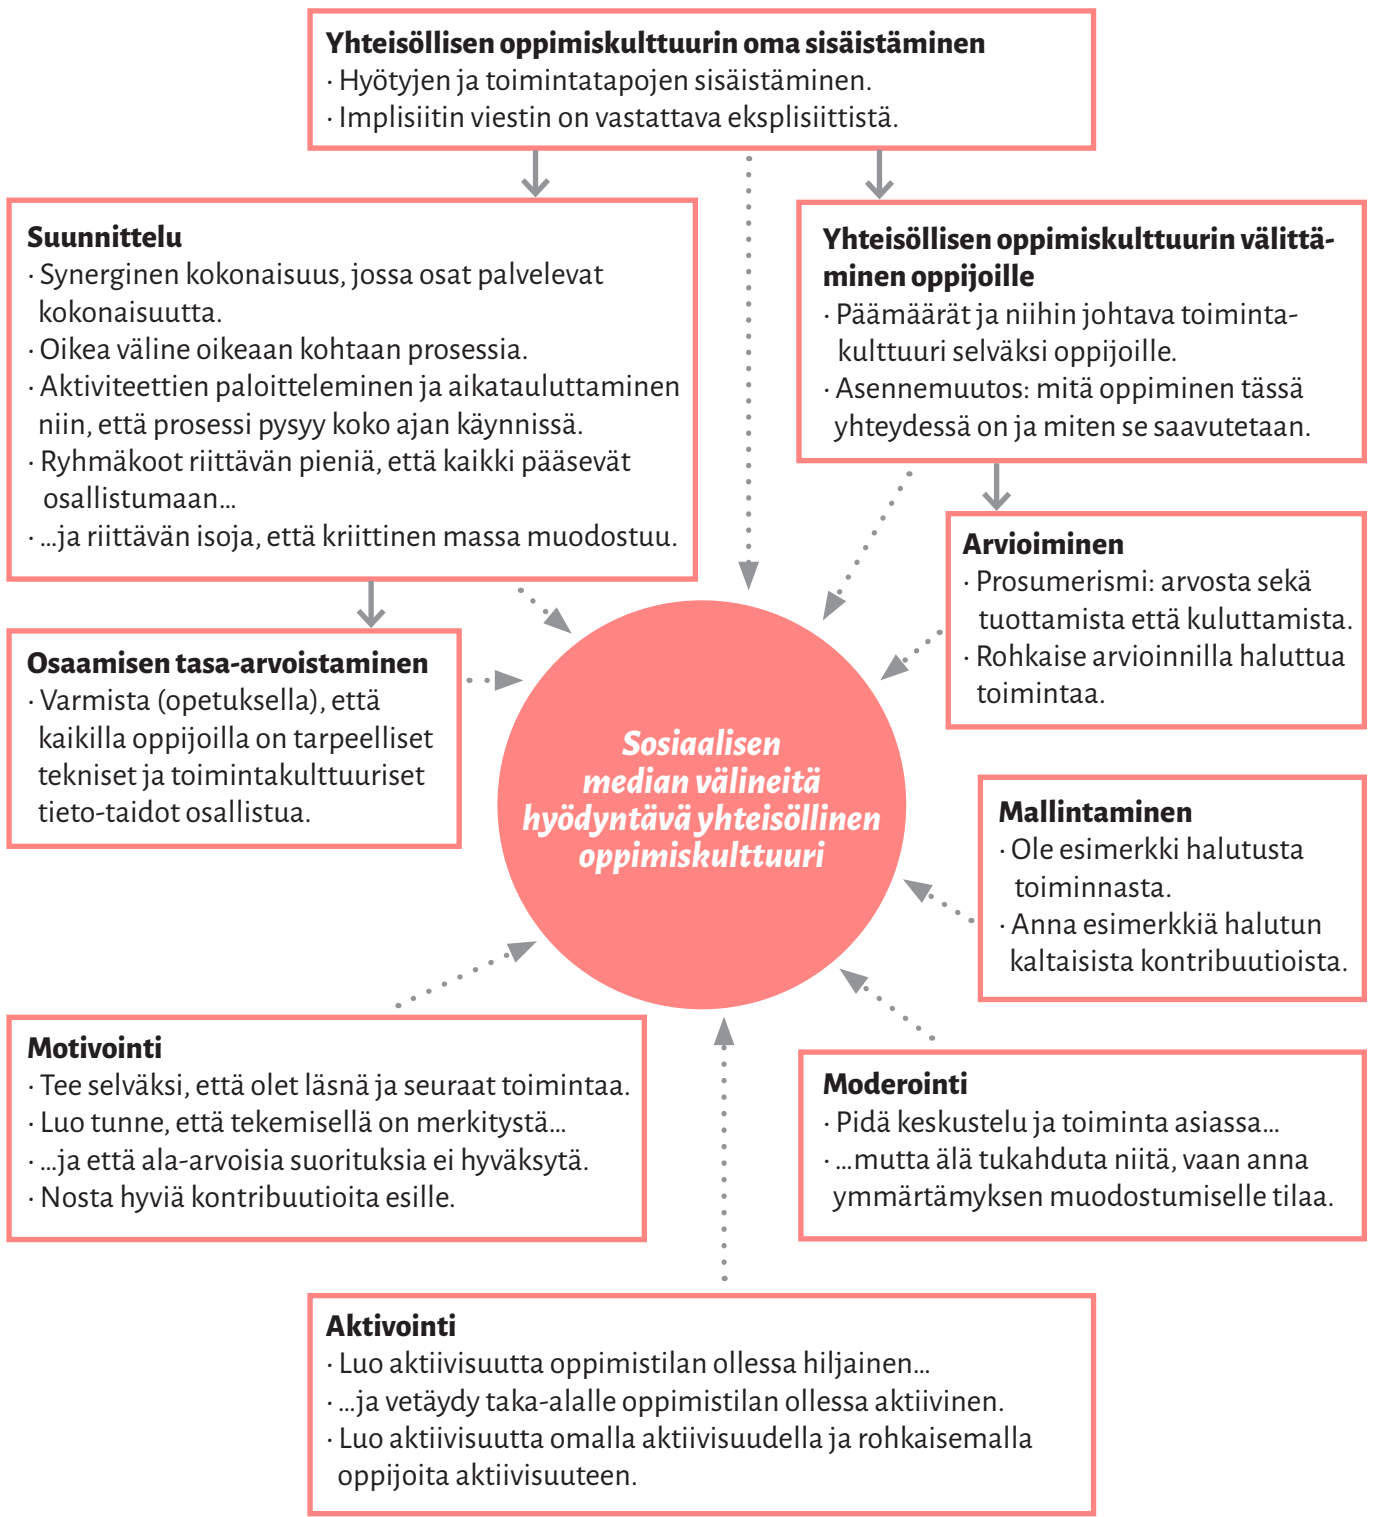 Yhteisöllisen oppimiskulttuurin oma sisäistäminen
· Hyötyjen ja toimintatapojen sisäistäminen.
· Implisiitin viestin on vastattava eksplisiittistä.
Suunnittelu
· Synerginen kokonaisuus, jossa osat palvelevat
kokonaisuutta.
· Oikea väline oikeaan kohtaan prosessia.
· Aktiviteettien paloitteleminen ja aikatauluttaminen
niin, että prosessi pysyy koko ajan käynnissä.
· Ryhmäkoot riittävän pieniä, että kaikki pääsevät
osallistumaan…
· …ja riittävän isoja, että kriittinen massa muodostuu.
Yhteisöllisen oppimiskulttuurin välittä-
minen oppijoille
· Päämäärät ja niihin johtava toiminta-
kulttuuri selväksi oppijoille.
· Asennemuutos: mitä oppiminen tässä
yhteydessä on ja miten se saavutetaan.
Arvioiminen
· Prosumerismi: arvosta sekä
tuottamista että kuluttamista.
· Rohkaise arvioinnilla haluttua
toimintaa.
Osaamisen tasa-arvoistaminen
· Varmista (opetuksella), että
kaikilla oppijoilla on tarpeelliset
tekniset ja toimintakulttuuriset
tieto-taidot osallistua.
Sosiaalisen
median välineitä
hyödyntävä yhteisöllinen
oppimiskulttuuri
Mallintaminen
· Ole esimerkki halutusta
toiminnasta.
· Anna esimerkkiä halutun
kaltaisista kontribuutioista.
Motivointi
· Tee selväksi, että olet läsnä ja seuraat toimintaa.
· Luo tunne, että tekemisellä on merkitystä…
· …ja että ala-arvoisia suorituksia ei hyväksytä.
· Nosta hyviä kontribuutioita esille.
Moderointi
· Pidä keskustelu ja toiminta asiassa…
· …mutta älä tukahduta niitä, vaan anna
ymmärtämyksen muodostumiselle tilaa.
Aktivointi
· Luo aktiivisuutta oppimistilan ollessa hiljainen…
· …ja vetäydy taka-alalle oppimistilan ollessa aktiivinen.
· Luo aktiivisuutta omalla aktiivisuudella ja rohkaisemalla
oppijoita aktiivisuuteen.